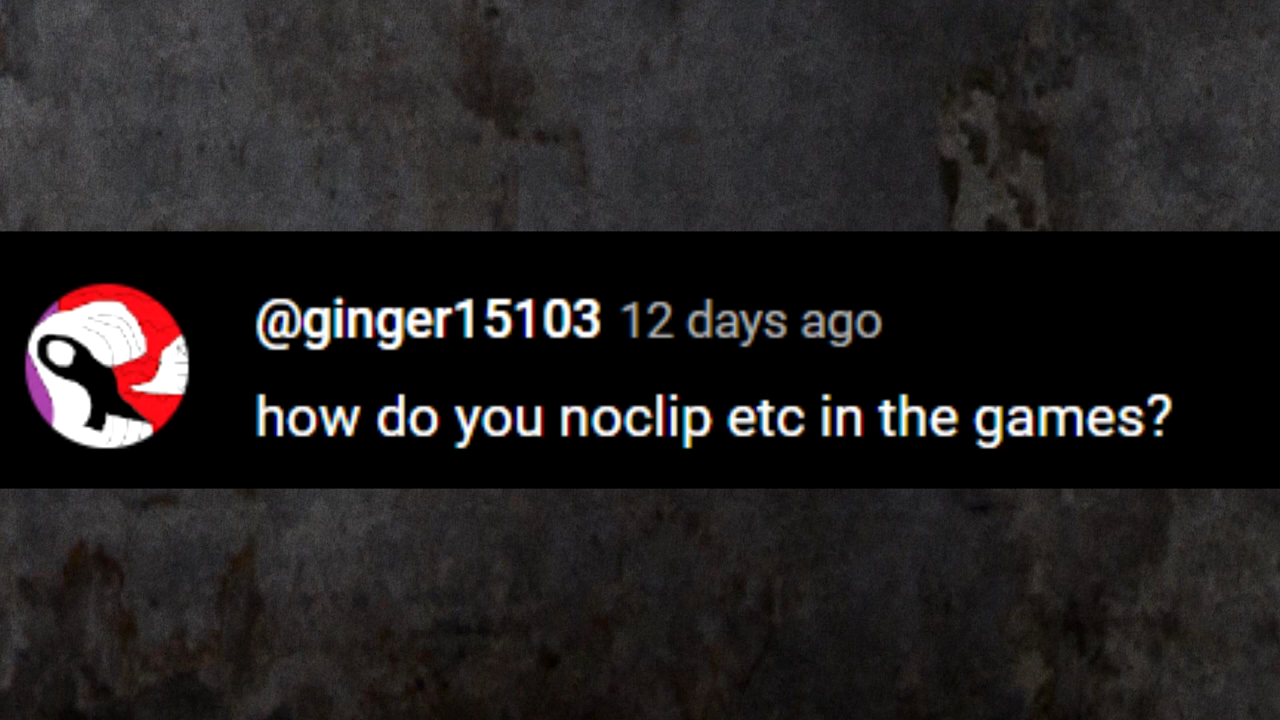 @ginger15103 12 days ago
how do you noclip etc in the games?